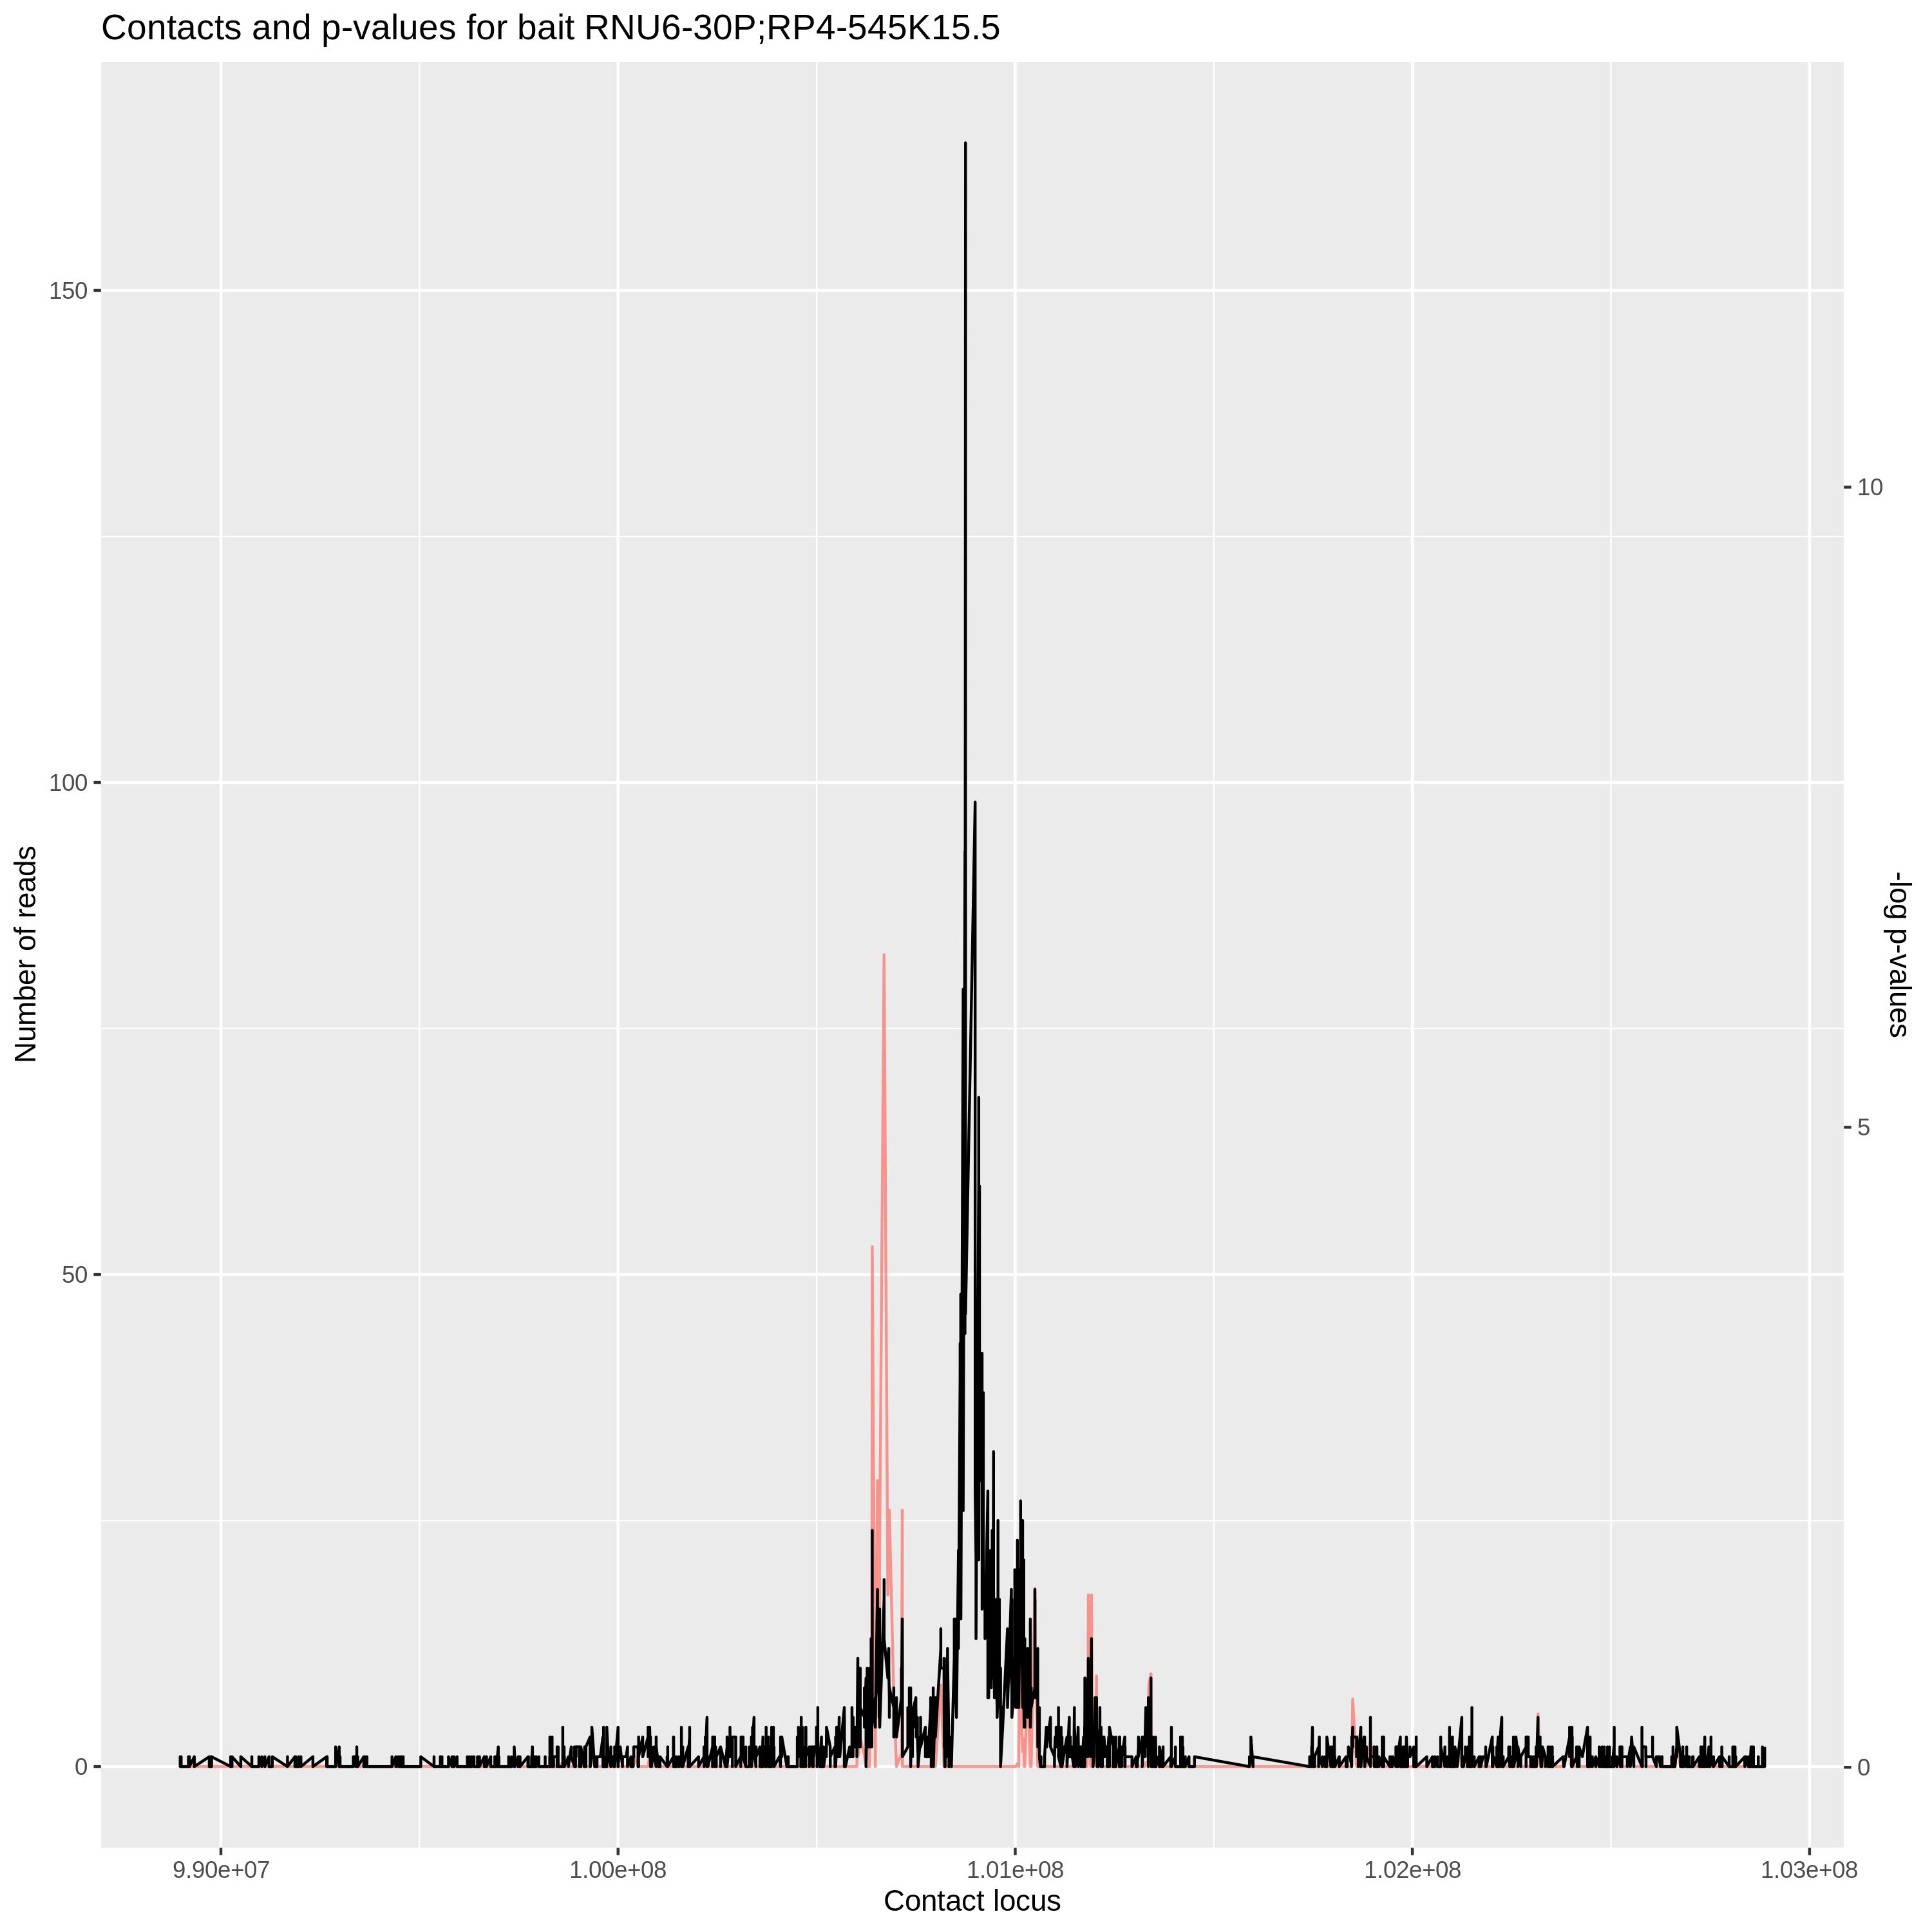 Contacts and p-values for bait RNU6-30P;RP4-545K15.5
150
100
50
0
Number of reads
10
5
0
-log p-values
9.90e+07 1.00e+08 1.01e+08 1.02e+08 1.03e+08
Contact locus